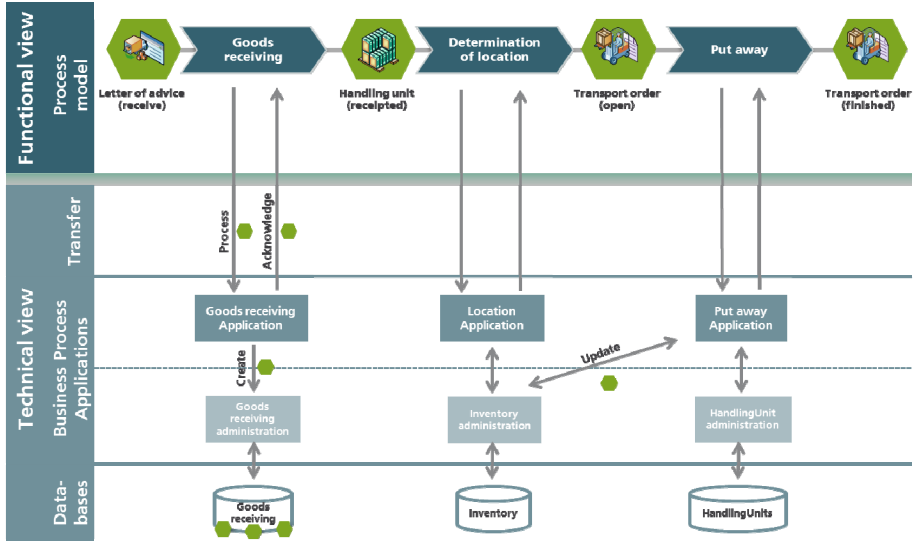 Functional view
Process
model
Goods
receiving
Determination
of location
Put away
Letter of advice
(receive)
Handling unit
(receipted)
Transport order
(open)
Transport order
(finished)
Technical view
Transfer
Process
Acknowledge
Business Process
Applications
Goods receiving
Application
Location
Application
Put away
Application
Create
Update
Goods
receiving
administration
Inventory
administration
HandlingUnit
administration
Data-
bases
Goods
receiving
Inventory
HandlingUnits